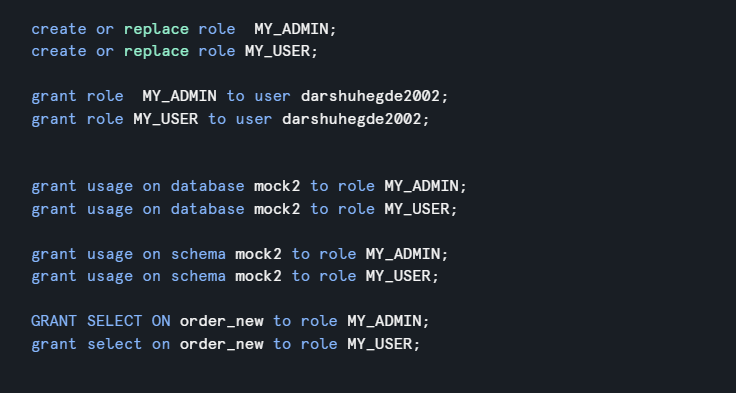 create or replace role  MY_ADMIN;
create or replace role MY_USER;
grant role  MY_ADMIN to user darshuhegde2002;
grant role MY_USER to user darshuhegde2002;
grant usage on database mock2 to role MY_ADMIN;
grant usage on database mock2 to role MY_USER;
grant usage on schema mock2 to role MY_ADMIN;
grant usage on schema mock2 to role MY_USER;
GRANT SELECT ON order_new to role MY_ADMIN;
grant select on order_new to role MY_USER;